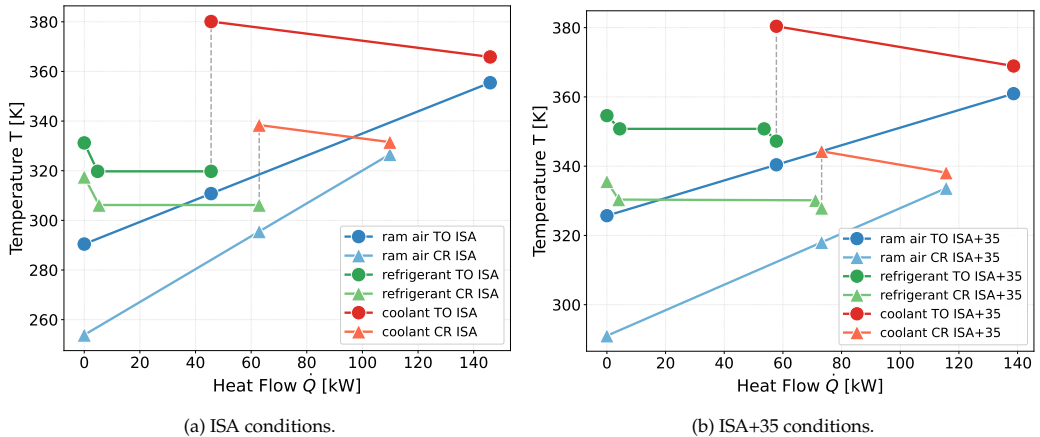 380
360
340
320
300
280
260
0
20
40
60
80
100
120
140
Temperature T [K]
Heat Flow Q̇ [kW]
ram air TO ISA
ram air CR ISA
refrigerant TO ISA
refrigerant CR ISA
coolant TO ISA
coolant CR ISA
(a) ISA conditions.
380
360
340
320
300
0
20
40
60
80
100
120
140
Temperature T [K]
Heat Flow Q̇ [kW]
ram air TO ISA+35
ram air CR ISA+35
refrigerant TO ISA+35
refrigerant CR ISA+35
coolant TO ISA+35
coolant CR ISA+35
(b) ISA+35 conditions.